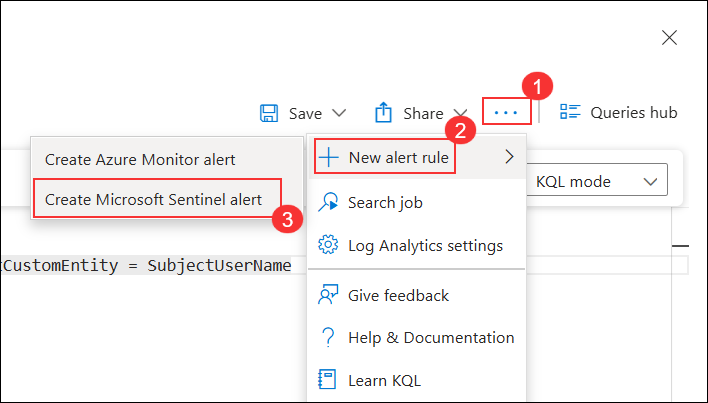 1
Save
Share
...
Queries hub
2
Create Azure Monitor alert
New alert rule
Create Microsoft Sentinel alert
3
KQL mode
Search job
Log Analytics settings
CustomEntity = SubjectUserName
Give feedback
Help & Documentation
Learn KQL